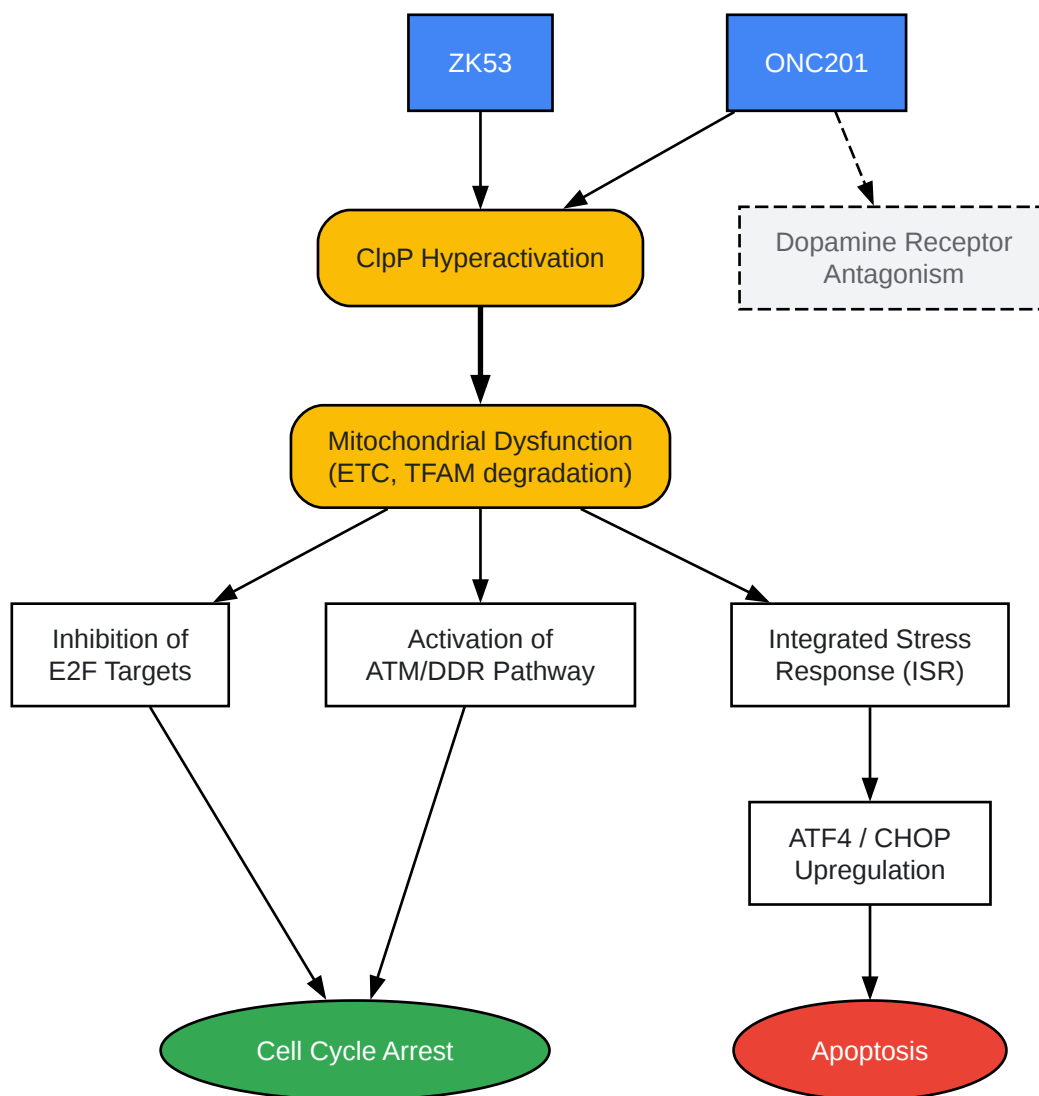 ZK53
ONC201
ClpP Hyperactivation
Dopamine Receptor
Antagonism
Mitochondrial Dysfunction
(ETC, TFAM degradation)
Inhibition of
E2F Targets
Activation of
ATM/DDR Pathway
Integrated Stress
Response (ISR)
ATF4 / CHOP
Upregulation
Cell Cycle Arrest
Apoptosis